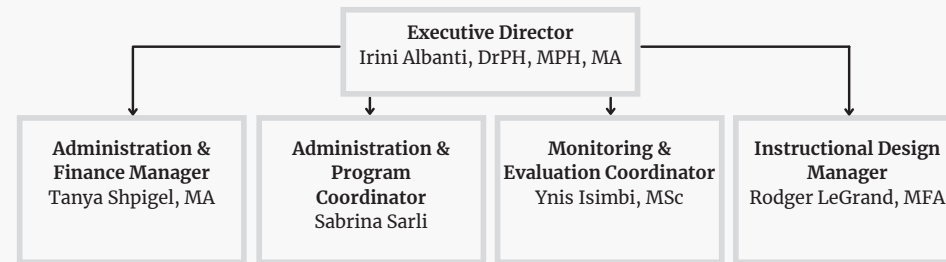 Executive Director
Irini Albanti, DrPH, MPH, MA
Administration &
Finance Manager
Tanya Shpigel, MA
Administration &
Program
Coordinator
Sabrina Sarli
Monitoring &
Evaluation Coordinator
Ynis Isimbi, MSc
Instructional Design
Manager
Rodger LeGrand, MFA